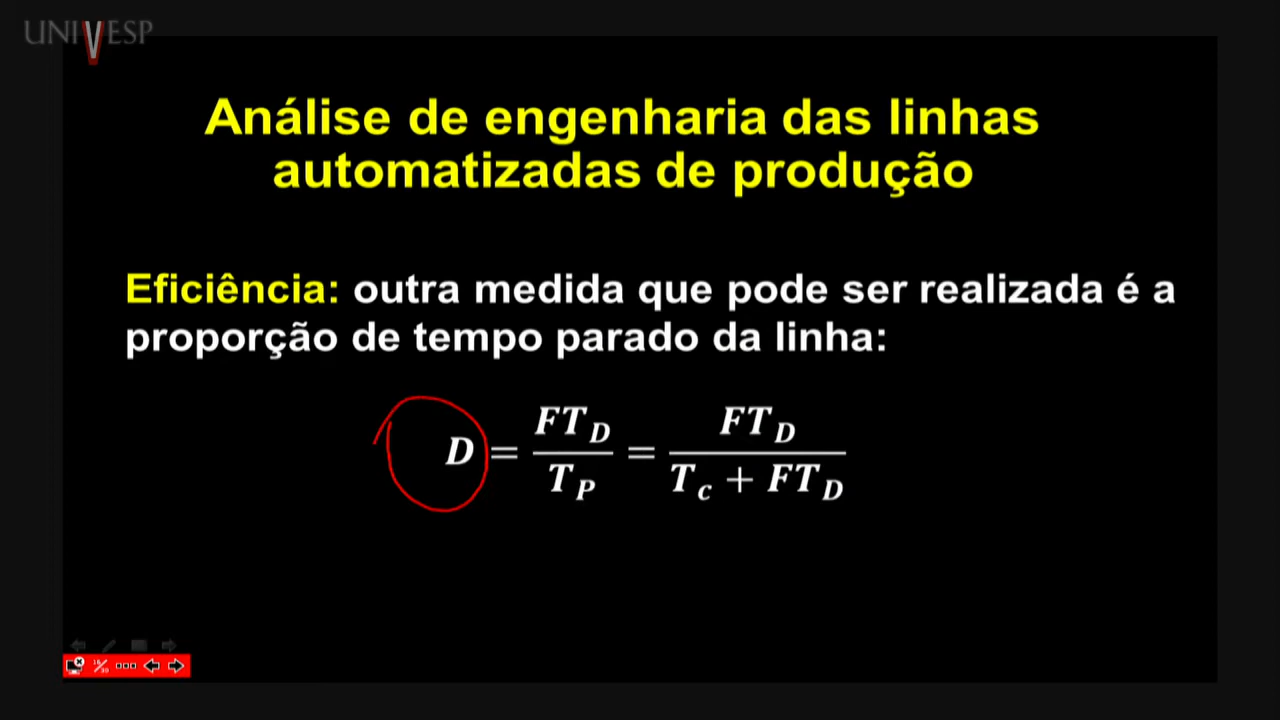 UNIVESP
Análise de engenharia das linhas
automatizadas de produção
Eficiência: outra medida que pode ser realizada é a
proporção de tempo parado da linha:
D = FT_D / T_P = FT_D / (T_c + FT_D)